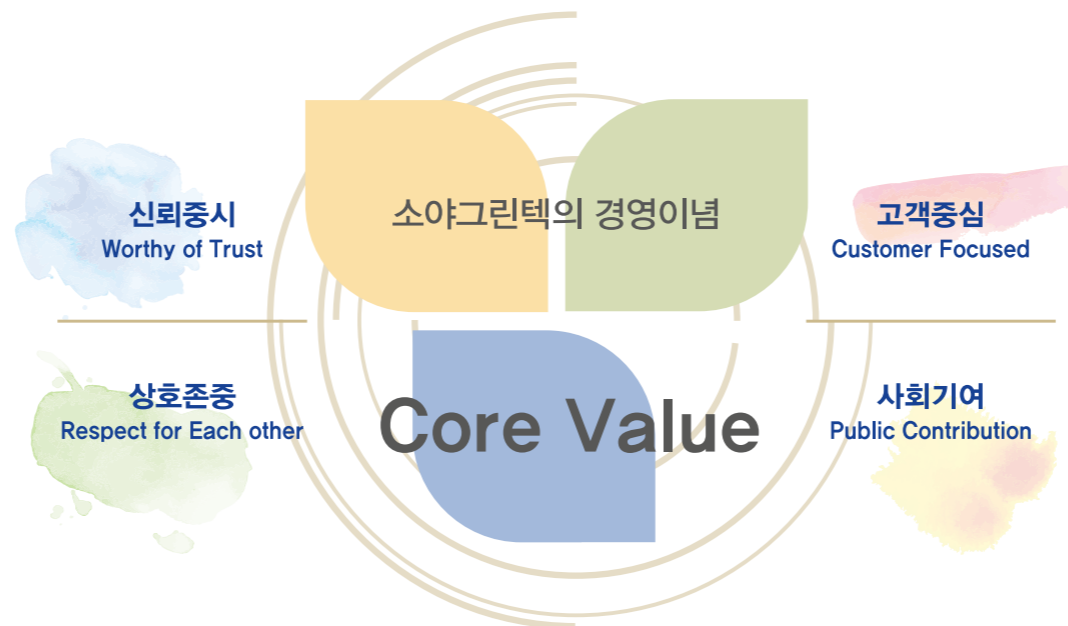 소야그린텍의 경영이념
Core Value
신뢰중시
Worthy of Trust
고객중심
Customer Focused
상호존중
Respect for Each other
사회기여
Public Contribution